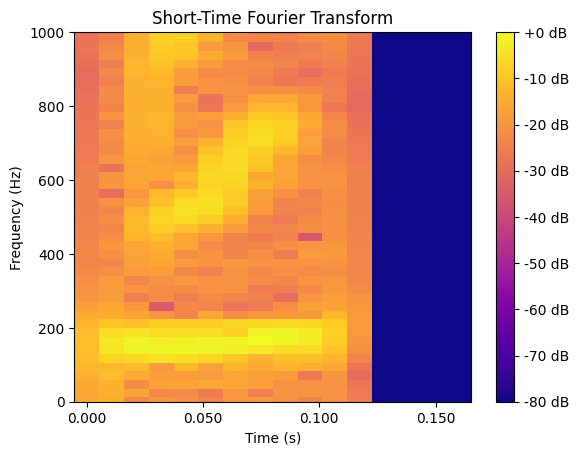 Short-Time Fourier Transform
1000
800
600
400
200
0
Frequency (Hz)
0.000
0.050
0.100
0.150
Time (s)
+0 dB
-10 dB
-20 dB
-30 dB
-40 dB
-50 dB
-60 dB
-70 dB
-80 dB